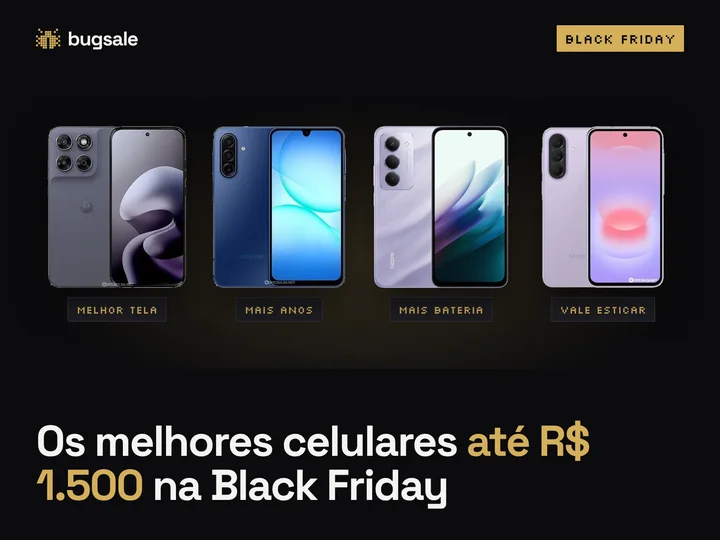 bugsale
BLACK FRIDAY
MELHOR TELA
MAIS ANOS
MAIS BATERIA
VALE ESTICAR
Os melhores celulares até R$
1.500 na Black Friday